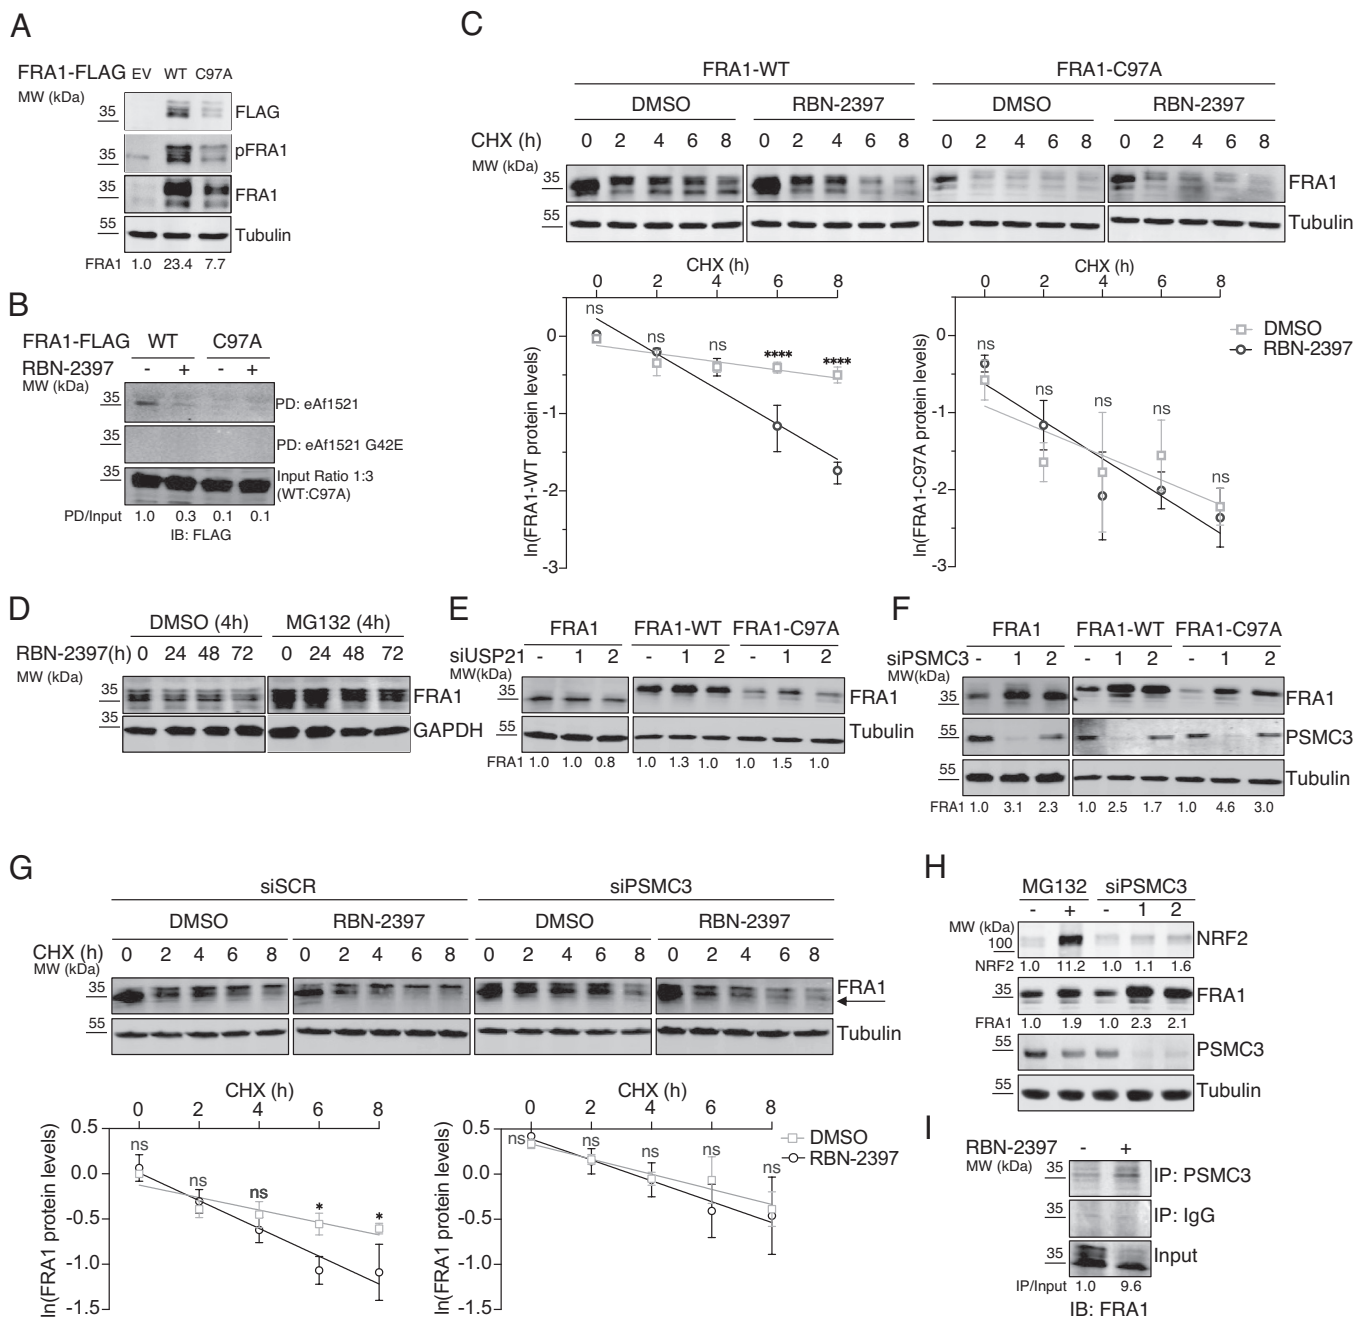 A
FRA1-FLAG EV WT C97A
MW (kDa)
35 FLAG
35 pFRA1
35 FRA1
55 Tubulin
FRA1 1.0 23.4 7.7
B
FRA1-FLAG WT C97A
RBN-2397 - + - +
MW (kDa)
35 PD: eAf1521
35 PD: eAf1521 G42E
35 Input Ratio 1:3
(WT:C97A)
PD/Input 1.0 0.3 0.1 0.1
IB: FLAG
C
FRA1-WT FRA1-C97A
DMSO RBN-2397 DMSO RBN-2397
CHX (h) 0 2 4 6 8 0 2 4 6 8 0 2 4 6 8 0 2 4 6 8
MW (kDa)
35 FRA1
55 Tubulin
CHX (h)
0 2 4 6 8
ns ns ns **** ****
0
-1
-2
-3
ln(FRA1-WT protein levels)
CHX (h)
0 2 4 6 8
ns ns ns ns ns
0
-1
-2
-3
ln(FRA1-C97A protein levels)
DMSO
RBN-2397
D
DMSO (4h) MG132 (4h)
RBN-2397(h) 0 24 48 72 0 24 48 72
MW(kDa)
35 FRA1
35 GAPDH
E
FRA1 FRA1-WT FRA1-C97A
siUSP21 - 1 2 - 1 2 - 1 2
MW(kDa)
35 FRA1
55 Tubulin
FRA1 1.0 1.0 0.8 1.0 1.3 1.0 1.0 1.5 1.0
F
FRA1 FRA1-WT FRA1-C97A
siPSMC3 - 1 2 - 1 2 - 1 2
MW(kDa)
35 FRA1
55 PSMC3
55 Tubulin
FRA1 1.0 3.1 2.3 1.0 2.5 1.7 1.0 4.6 3.0
G
siSCR siPSMC3
DMSO RBN-2397 DMSO RBN-2397
CHX (h) 0 2 4 6 8 0 2 4 6 8 0 2 4 6 8 0 2 4 6 8
MW (kDa)
35 FRA1
55 Tubulin
CHX (h)
0 2 4 6 8
ns ns ns * *
0.5
0.0
-0.5
-1.0
-1.5
ln(FRA1 protein levels)
CHX (h)
0 2 4 6 8
ns ns ns ns ns
0.5
0.0
-0.5
-1.0
-1.5
ln(FRA1 protein levels)
DMSO
RBN-2397
H
MG132 siPSMC3
- + - 1 2
MW (kDa)
100 NRF2
NRF2 1.0 11.2 1.0 1.1 1.6
35 FRA1
FRA1 1.0 1.9 1.0 2.3 2.1
55 PSMC3
55 Tubulin
I
RBN-2397 - +
MW (kDa)
35 IP: PSMC3
35 IP: IgG
35 Input
IP/Input 1.0 9.6
IB: FRA1